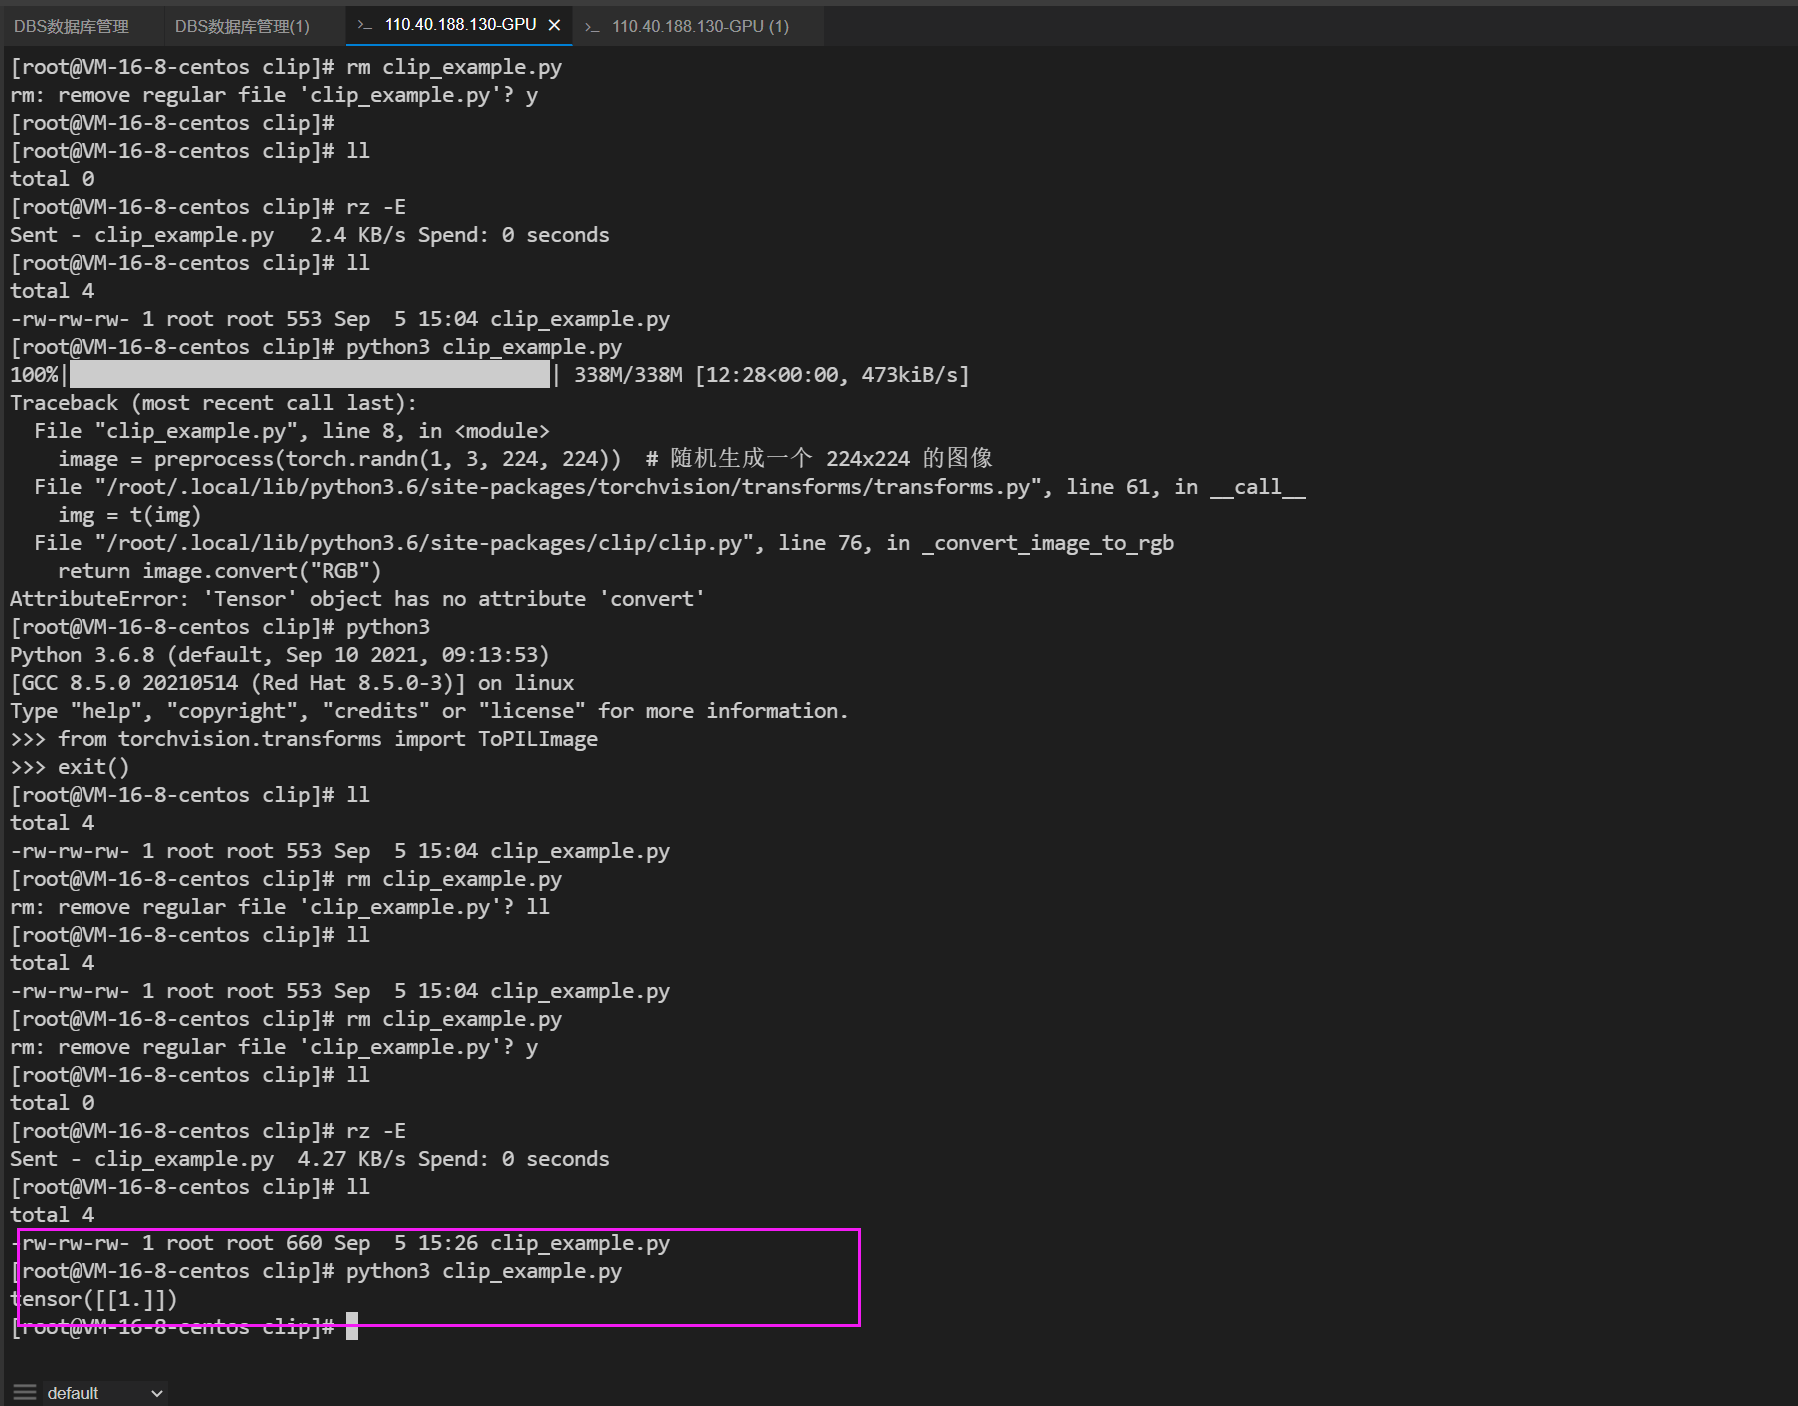 DBS数据库管理 DBS数据库管理(1) >_ 110.40.188.130-GPU × >_ 110.40.188.130-GPU (1)
[root@VM-16-8-centos clip]# rm clip_example.py
rm: remove regular file 'clip_example.py'? y
[root@VM-16-8-centos clip]#
[root@VM-16-8-centos clip]# ll
total 0
[root@VM-16-8-centos clip]# rz -E
Sent - clip_example.py   2.4 KB/s Spend: 0 seconds
[root@VM-16-8-centos clip]# ll
total 4
-rw-rw-rw- 1 root root 553 Sep  5 15:04 clip_example.py
[root@VM-16-8-centos clip]# python3 clip_example.py
100%|                                        | 338M/338M [12:28<00:00, 473kiB/s]
Traceback (most recent call last):
  File "clip_example.py", line 8, in <module>
    image = preprocess(torch.randn(1, 3, 224, 224))  # 随机生成一个 224x224 的图像
  File "/root/.local/lib/python3.6/site-packages/torchvision/transforms/transforms.py", line 61, in __call__
    img = t(img)
  File "/root/.local/lib/python3.6/site-packages/clip/clip.py", line 76, in _convert_image_to_rgb
    return image.convert("RGB")
AttributeError: 'Tensor' object has no attribute 'convert'
[root@VM-16-8-centos clip]# python3
Python 3.6.8 (default, Sep 10 2021, 09:13:53)
[GCC 8.5.0 20210514 (Red Hat 8.5.0-3)] on linux
Type "help", "copyright", "credits" or "license" for more information.
>>> from torchvision.transforms import ToPILImage
>>> exit()
[root@VM-16-8-centos clip]# ll
total 4
-rw-rw-rw- 1 root root 553 Sep  5 15:04 clip_example.py
[root@VM-16-8-centos clip]# rm clip_example.py
rm: remove regular file 'clip_example.py'? ll
[root@VM-16-8-centos clip]# ll
total 4
-rw-rw-rw- 1 root root 553 Sep  5 15:04 clip_example.py
[root@VM-16-8-centos clip]# rm clip_example.py
rm: remove regular file 'clip_example.py'? y
[root@VM-16-8-centos clip]# ll
total 0
[root@VM-16-8-centos clip]# rz -E
Sent - clip_example.py  4.27 KB/s Spend: 0 seconds
[root@VM-16-8-centos clip]# ll
total 4
-rw-rw-rw- 1 root root 660 Sep  5 15:26 clip_example.py
[root@VM-16-8-centos clip]# python3 clip_example.py
tensor([[1.]])
[root@VM-16-8-centos clip]#
default